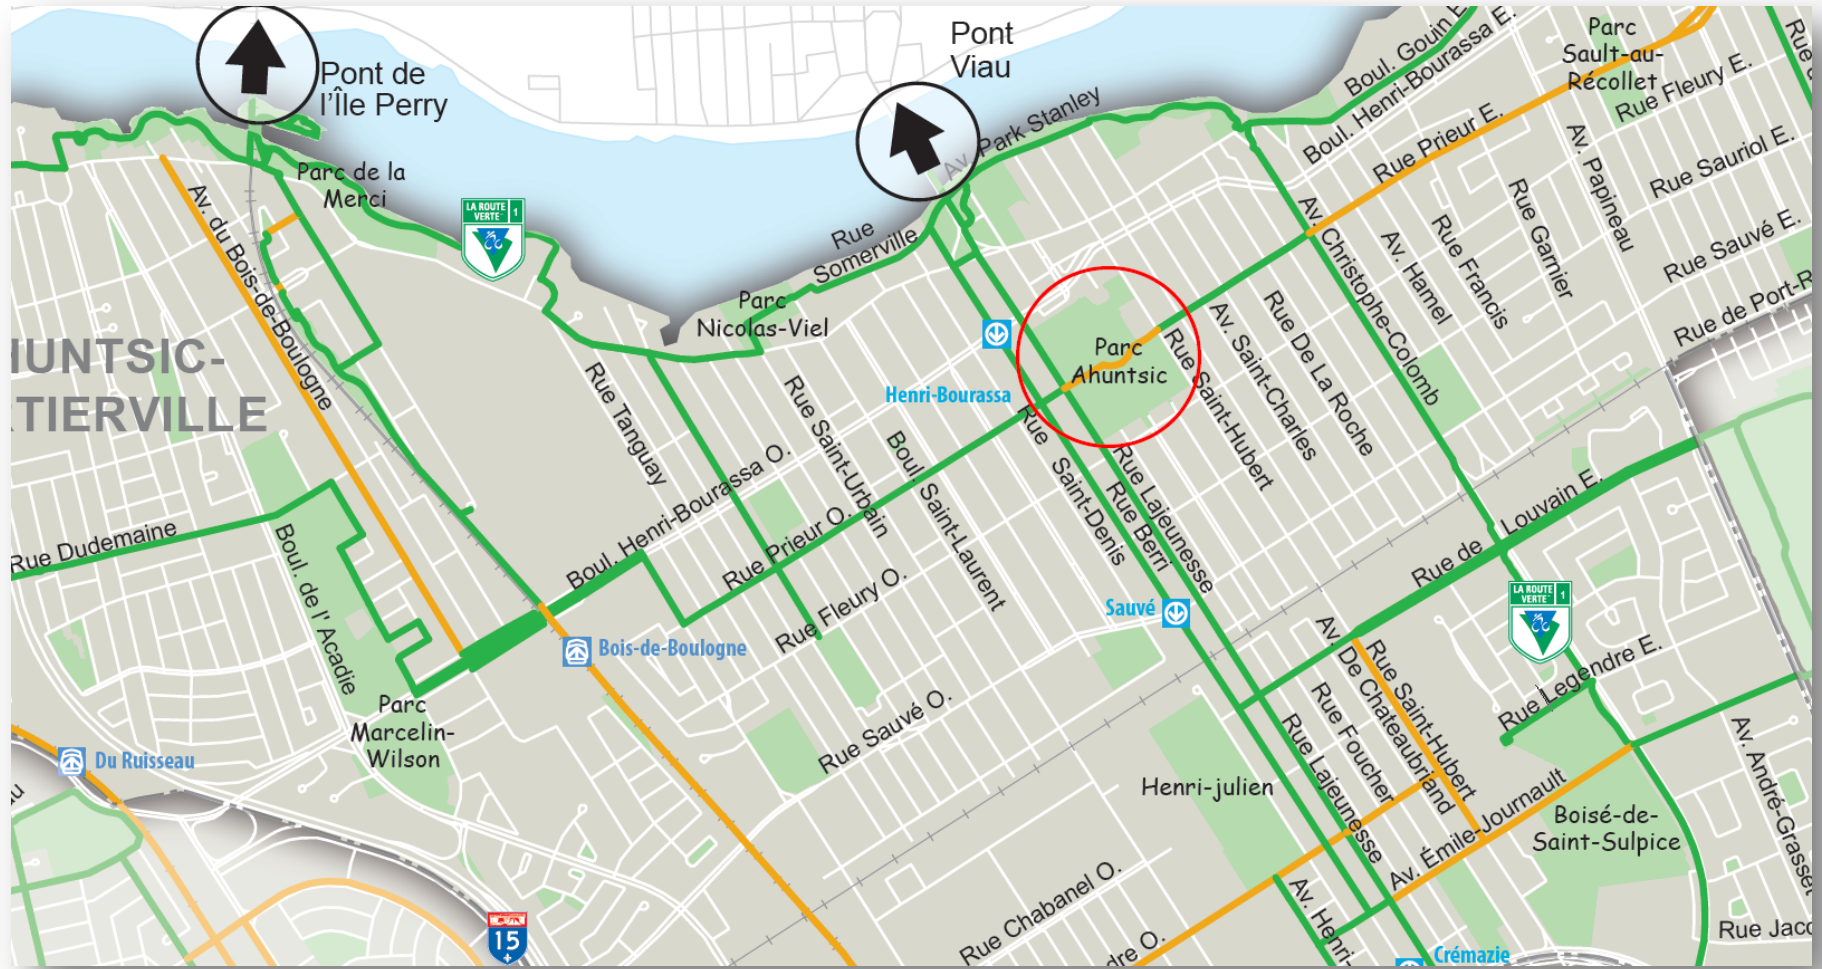 Pont de
l'Île Perry
Pont
Viau
Av. Park Stanley
Boul. Gouin E.
Boul. Henri-Bourassa E.
Parc
Sault-au-
Récollet
Rue Fleury E.
Rue Prieur E.
Av. Papineau
Rue Sauriol E.
Rue Garnier
Rue Sauvé E.
Rue Francis
Av. Hamel
Rue de Port-R
Av. Christophe-Colomb
Parc de la
Merci
LA ROUTE
VERTE 1
Av. du Bois-de-Boulogne
Rue
Somerville
Parc
Nicolas-Viel
HUNTSIC-
RTIERVILLE
Parc
Ahuntsic
Henri-Bourassa
Rue Saint-Hubert
Av. Saint-Charles
Rue De La Roche
Rue Tanguay
Rue Saint-Urbain
Boul. Saint-Laurent
Boul. Henri-Bourassa O.
Rue Prieur O.
Rue Fleury O.
Rue Saint-Denis
Rue Berri
Rue Lajeunesse
Rue de Louvain E.
Rue Dudemaine
Boul. de l' Acadie
Sauvé
Bois-de-Boulogne
LA ROUTE
VERTE 1
Rue Legendre E.
Av. De Chateaubriand
Rue Saint-Hubert
Rue Foucher
Rue Lajeunesse
Rue Sauvé O.
Parc
Marcelin-
Wilson
Du Ruisseau
Henri-julien
Av. Émile-Journault
Boisé-de-
Saint-Sulpice
Av. André-Grasset
Rue Chabanel O.
Av. Henri-
dre O.
15
Crémazie
Rue Jacq